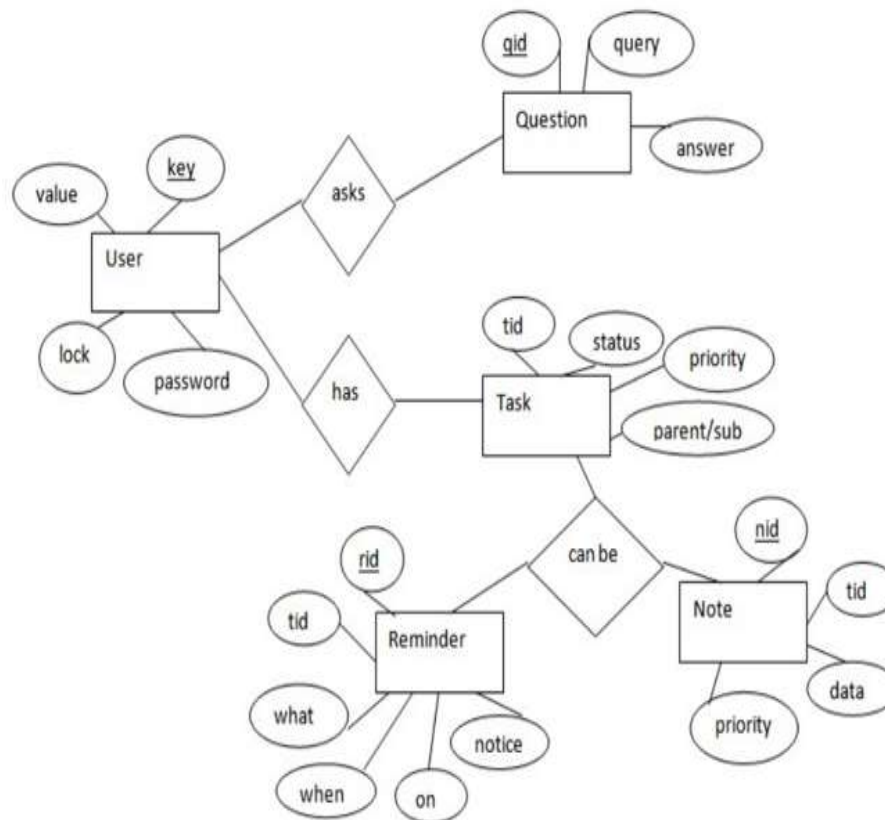 qid
query
Question
answer
asks
key
value
User
lock
password
has
tid
status
priority
Task
parent/sub
can be
nid
rid
tid
tid
Note
Reminder
data
what
priority
notice
when
on